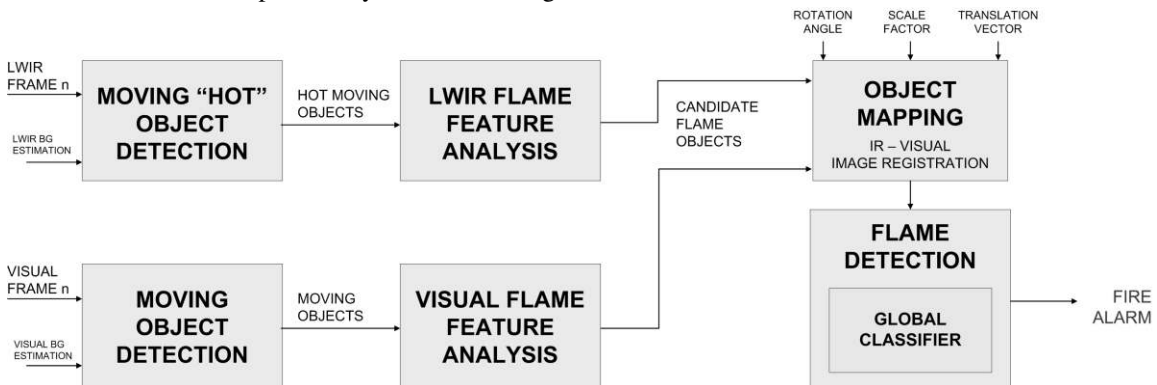 ROTATION
ANGLE
SCALE
FACTOR
TRANSLATION
VECTOR
LWIR
FRAME n
LWIR BG
ESTIMATION
MOVING “HOT”
OBJECT
DETECTION
HOT MOVING
OBJECTS
LWIR FLAME
FEATURE
ANALYSIS
CANDIDATE
FLAME
OBJECTS
OBJECT
MAPPING
IR – VISUAL
IMAGE REGISTRATION
VISUAL
FRAME n
VISUAL BG
ESTIMATION
MOVING
OBJECT
DETECTION
MOVING
OBJECTS
VISUAL FLAME
FEATURE
ANALYSIS
FLAME
DETECTION
GLOBAL
CLASSIFIER
FIRE
ALARM